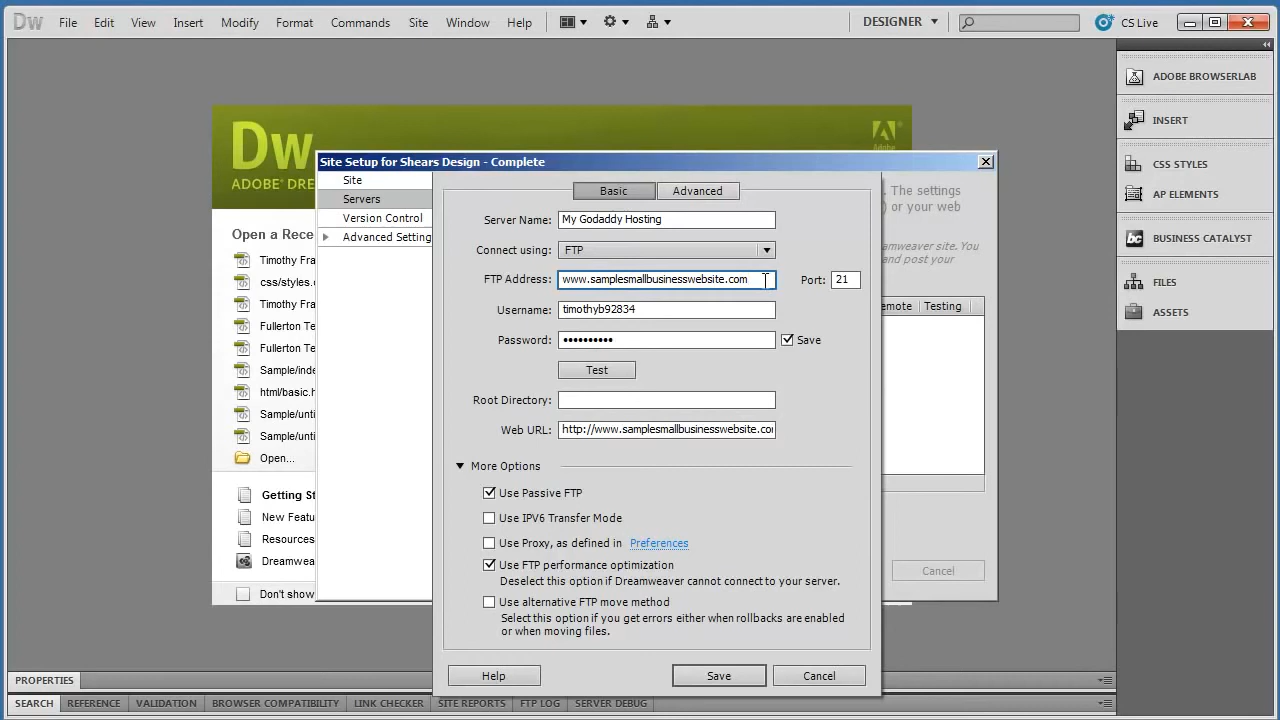 Dw File Edit View Insert Modify Format Commands Site Window Help DESIGNER CS Live
ADOBE BROWSERLAB
INSERT
CSS STYLES
AP ELEMENTS
BUSINESS CATALYST
FILES
ASSETS
Dw
ADOBE® DRE
Adobe
Open a Rece
Timothy Fra
css/styles.c
Timothy Fra
Fullerton Te
Fullerton Te
Sample/inde
html/basic.h
Sample/unti
Sample/unti
Open...
Getting St
New Featu
Resources
Dreamwea
Don't show
Site Setup for Shears Design - Complete
Site
Servers
Version Control
Advanced Setting
. The settings
) or your web
amweaver site. You
and post your
emote Testing
Cancel
Basic Advanced
Server Name: My Godaddy Hosting
Connect using: FTP
FTP Address: www.samplesmallbusinesswebsite.com Port: 21
Username: timothyb92834
Password: •••••••••• Save
Test
Root Directory:
Web URL: http://www.samplesmallbusinesswebsite.co
More Options
Use Passive FTP
Use IPV6 Transfer Mode
Use Proxy, as defined in Preferences
Use FTP performance optimization
Deselect this option if Dreamweaver cannot connect to your server.
Use alternative FTP move method
Select this option if you get errors either when rollbacks are enabled
or when moving files.
Help Save Cancel
PROPERTIES
SEARCH REFERENCE VALIDATION BROWSER COMPATIBILITY LINK CHECKER SITE REPORTS FTP LOG SERVER DEBUG